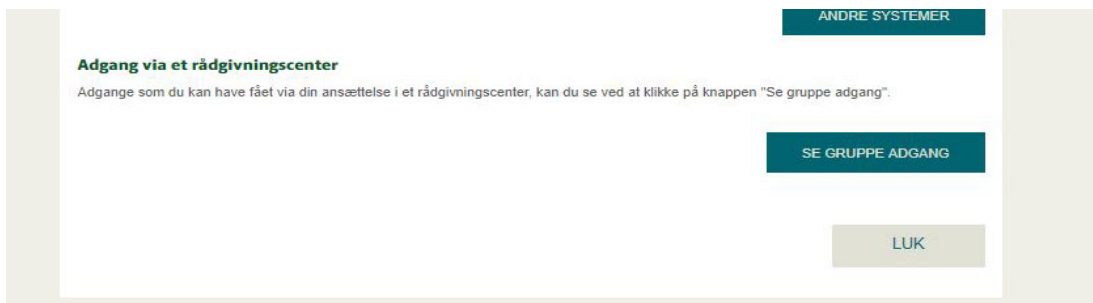 ANDRE SYSTEMER
Adgang via et rådgivningscenter
Adgange som du kan have fået via din ansættelse i et rådgivningscenter, kan du se ved at klikke på knappen "Se gruppe adgang".
SE GRUPPE ADGANG
LUK